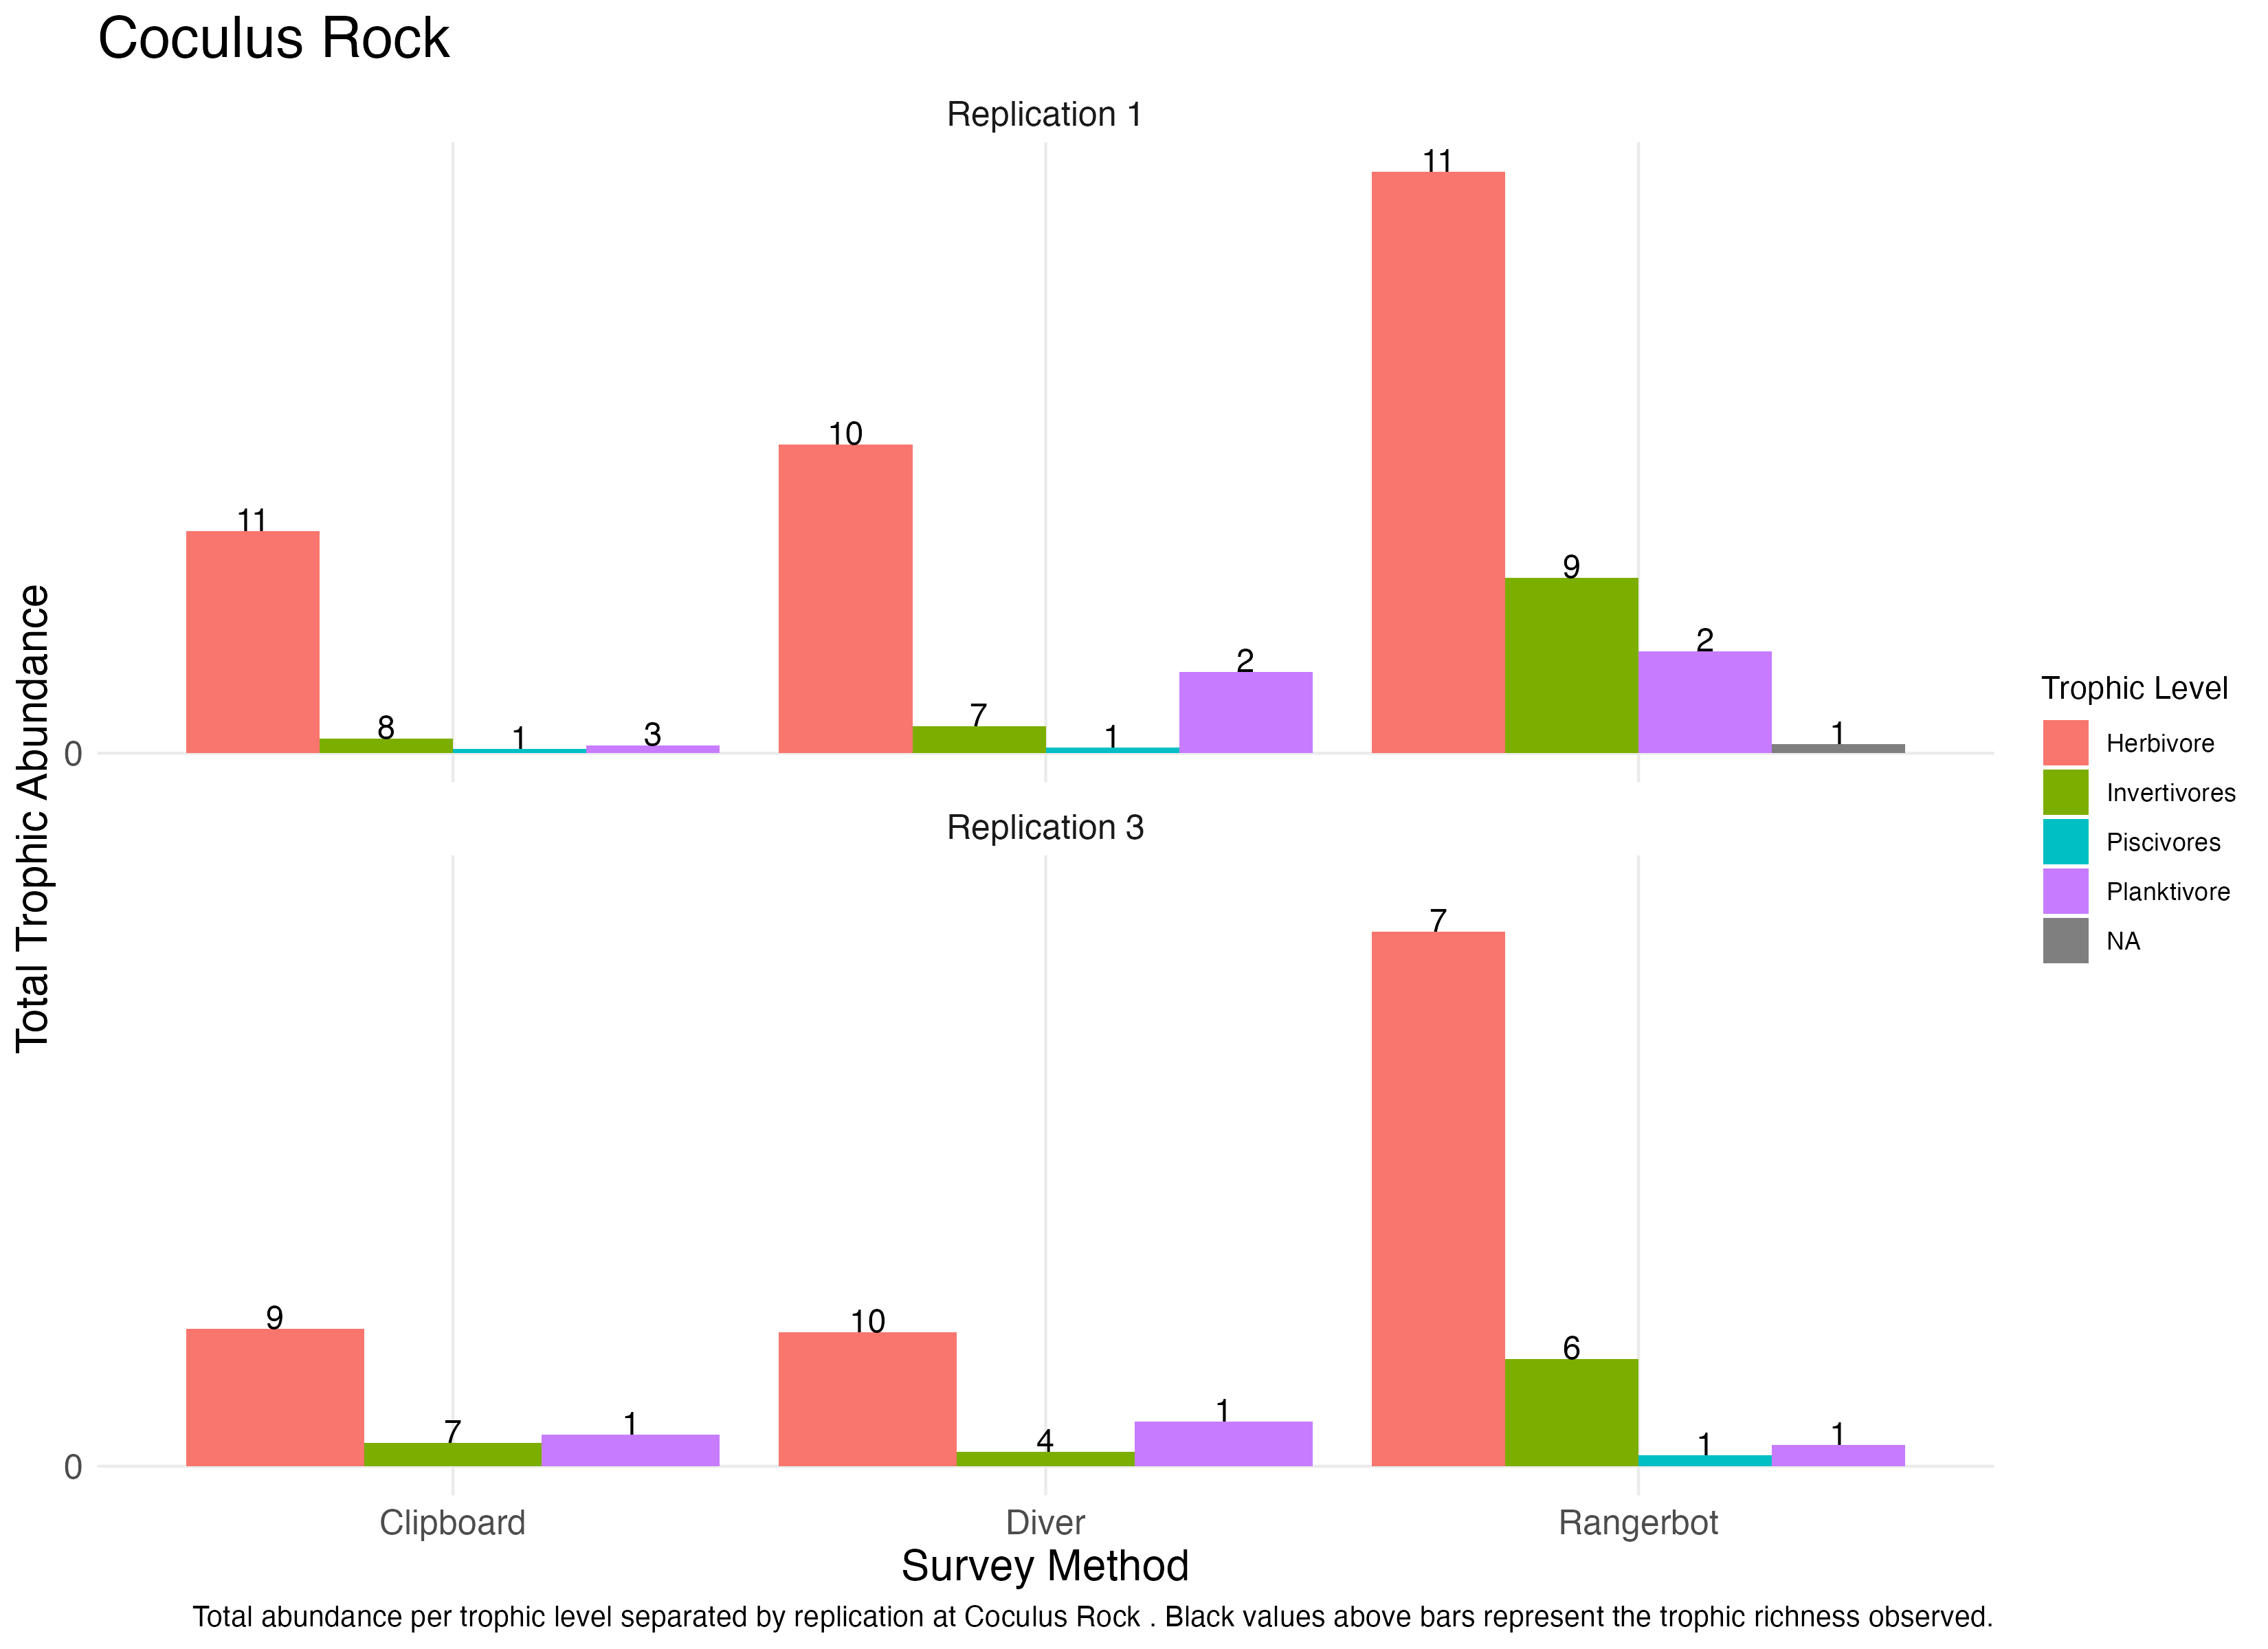 Coculus Rock
Replication 1
11
8
1
3
10
7
1
2
11
9
2
1
0
Replication 3
9
7
1
10
4
1
7
6
1
1
0
Clipboard
Diver
Rangerbot
Survey Method
Total Trophic Abundance
Trophic Level
Herbivore
Invertivores
Piscivores
Planktivore
NA
Total abundance per trophic level separated by replication at Coculus Rock . Black values above bars represent the trophic richness observed.